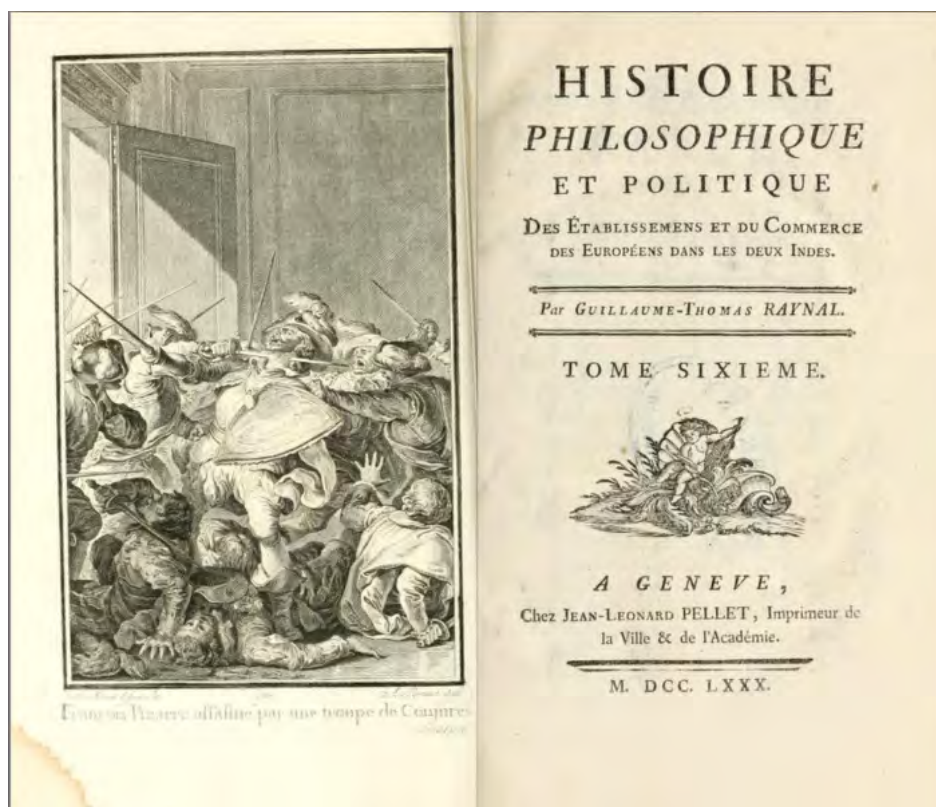 François Pizarre assassiné par une troupe de Conjurés
HISTOIRE
PHILOSOPHIQUE
ET POLITIQUE
DES ÉTABLISSEMENS ET DU COMMERCE
DES EUROPÉENS DANS LES DEUX INDES.
Par GUILLAUME-THOMAS RAYNAL.
TOME SIXIEME.
A GENEVE,
Chez JEAN-LEONARD PELLET, Imprimeur de
la Ville & de l'Académie.
M. DCC. LXXX.